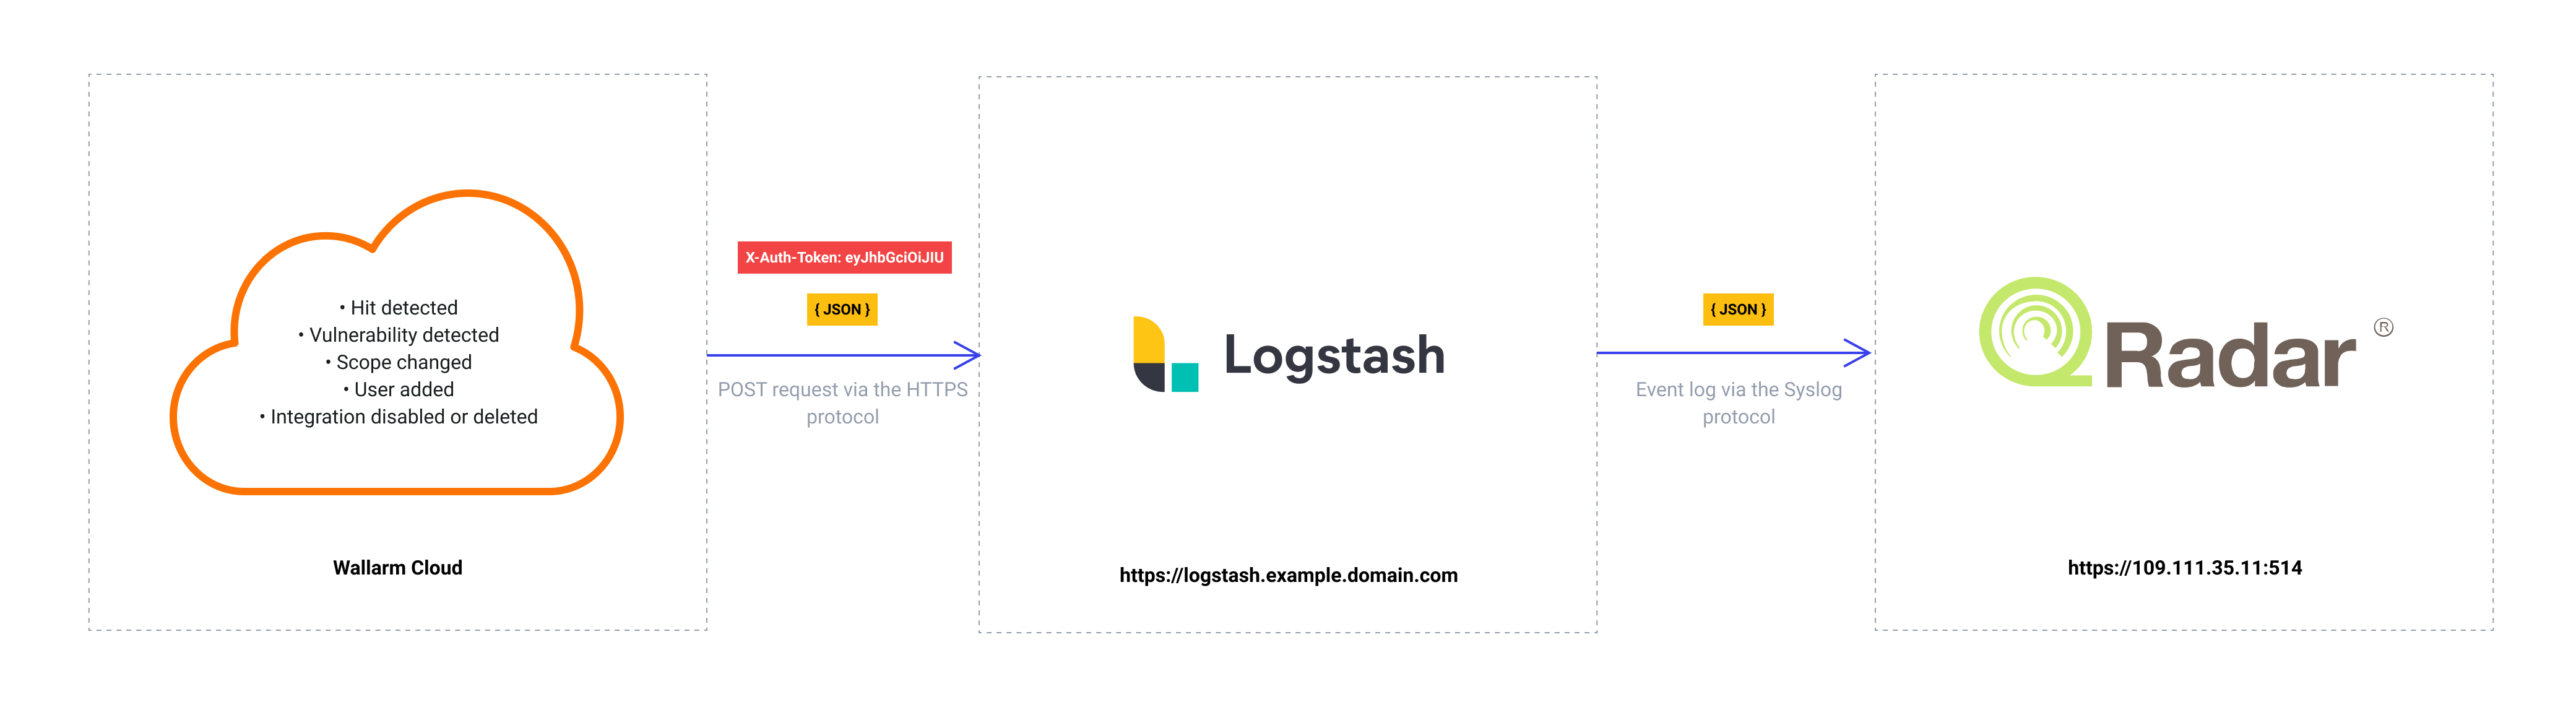 • Hit detected
• Vulnerability detected
• Scope changed
• User added
• Integration disabled or deleted
Wallarm Cloud
X-Auth-Token: eyJhbGciOiJIU
{ JSON }
POST request via the HTTPS
protocol
Logstash
https://logstash.example.domain.com
{ JSON }
Event log via the Syslog
protocol
QRadar ®
https://109.111.35.11:514